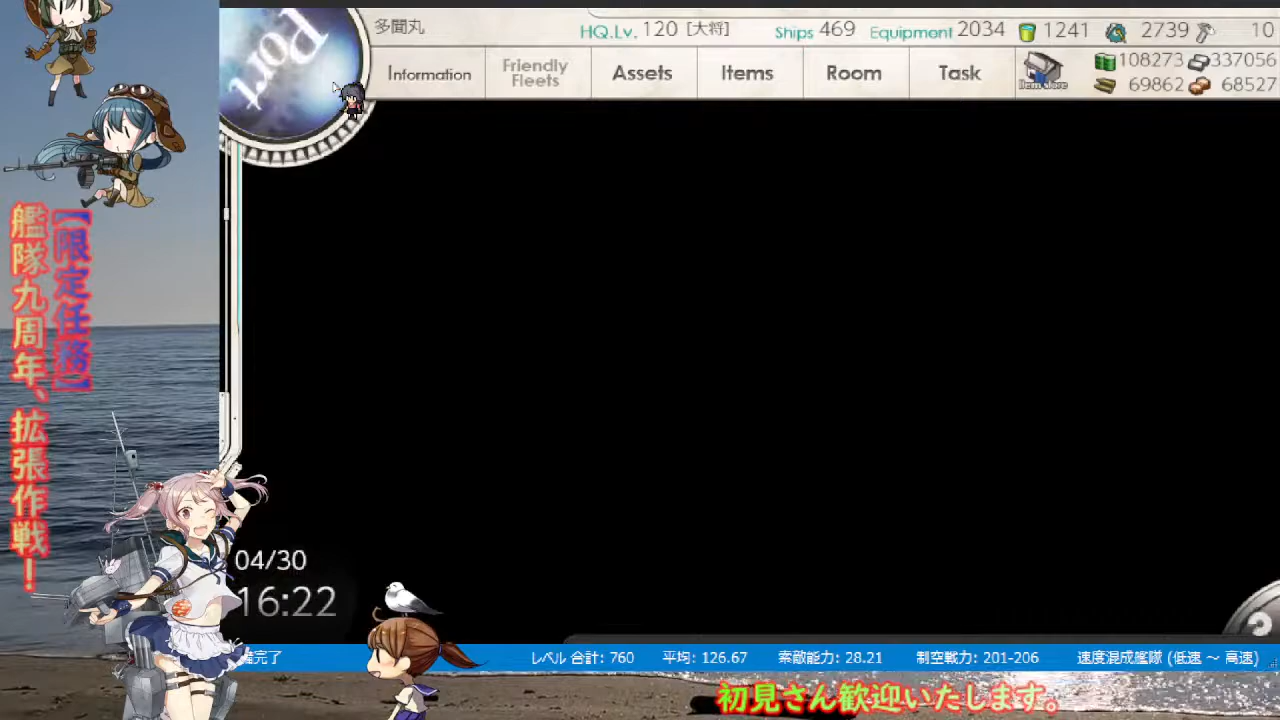 Port
多聞丸
HQ.Lv. 120 [大将]
Ships 469
Equipment 2034
1241
2739
10
Information
Friendly
Fleets
Assets
Items
Room
Task
Item Store
108273
337056
69862
68527
【限定任務】
艦隊九周年、拡張作戦！
04/30
16:22
備完了
レベル 合計: 760
平均: 126.67
索敵能力: 28.21
制空戦力: 201-206
速度混成艦隊 (低速 ～ 高速)
初見さん歓迎いたします。